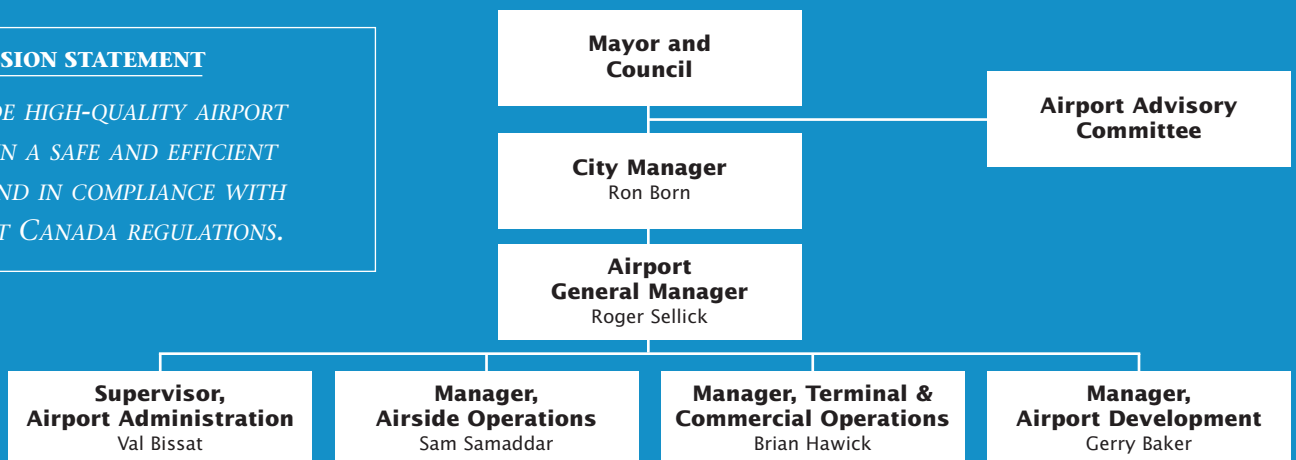 SION STATEMENT
DE HIGH-QUALITY AIRPORT
IN A SAFE AND EFFICIENT
ND IN COMPLIANCE WITH
T CANADA REGULATIONS.
Mayor and
Council
Airport Advisory
Committee
City Manager
Ron Born
Airport
General Manager
Roger Sellick
Supervisor,
Airport Administration
Val Bissat
Manager,
Airside Operations
Sam Samaddar
Manager, Terminal &
Commercial Operations
Brian Hawick
Manager,
Airport Development
Gerry Baker